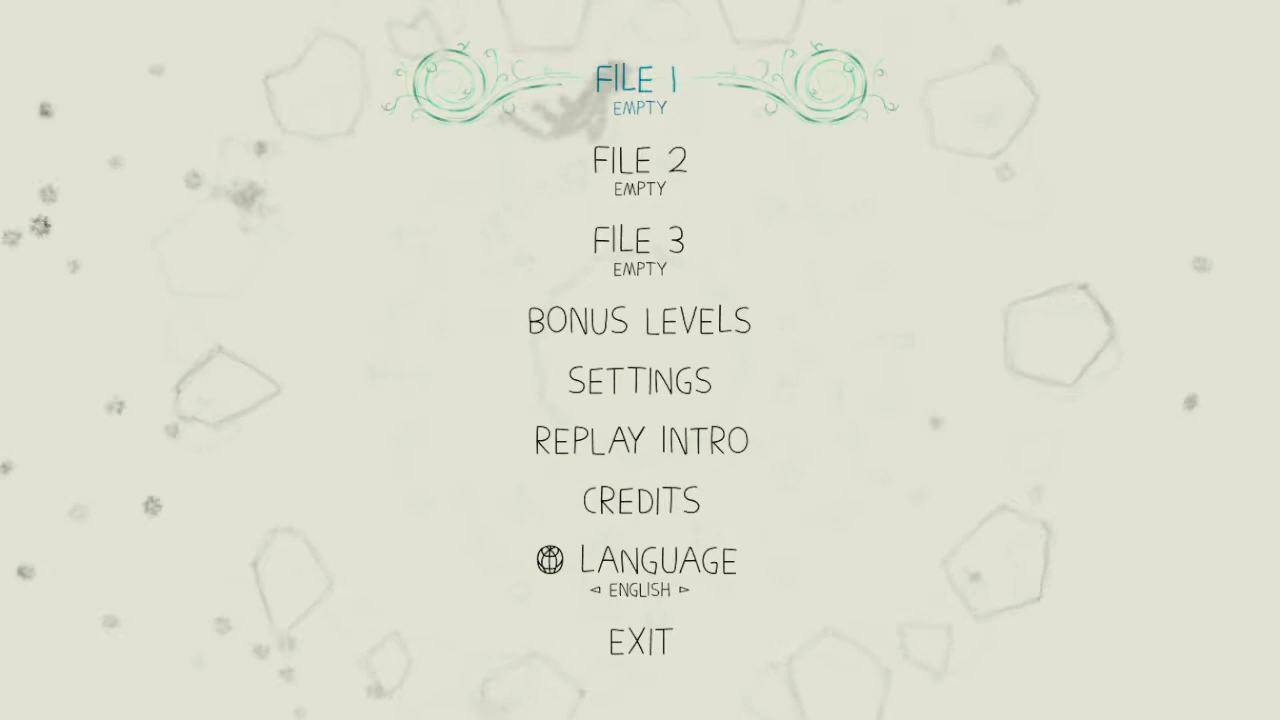 FILE 1
EMPTY
FILE 2
EMPTY
FILE 3
EMPTY
BONUS LEVELS
SETTINGS
REPLAY INTRO
CREDITS
LANGUAGE
ENGLISH
EXIT